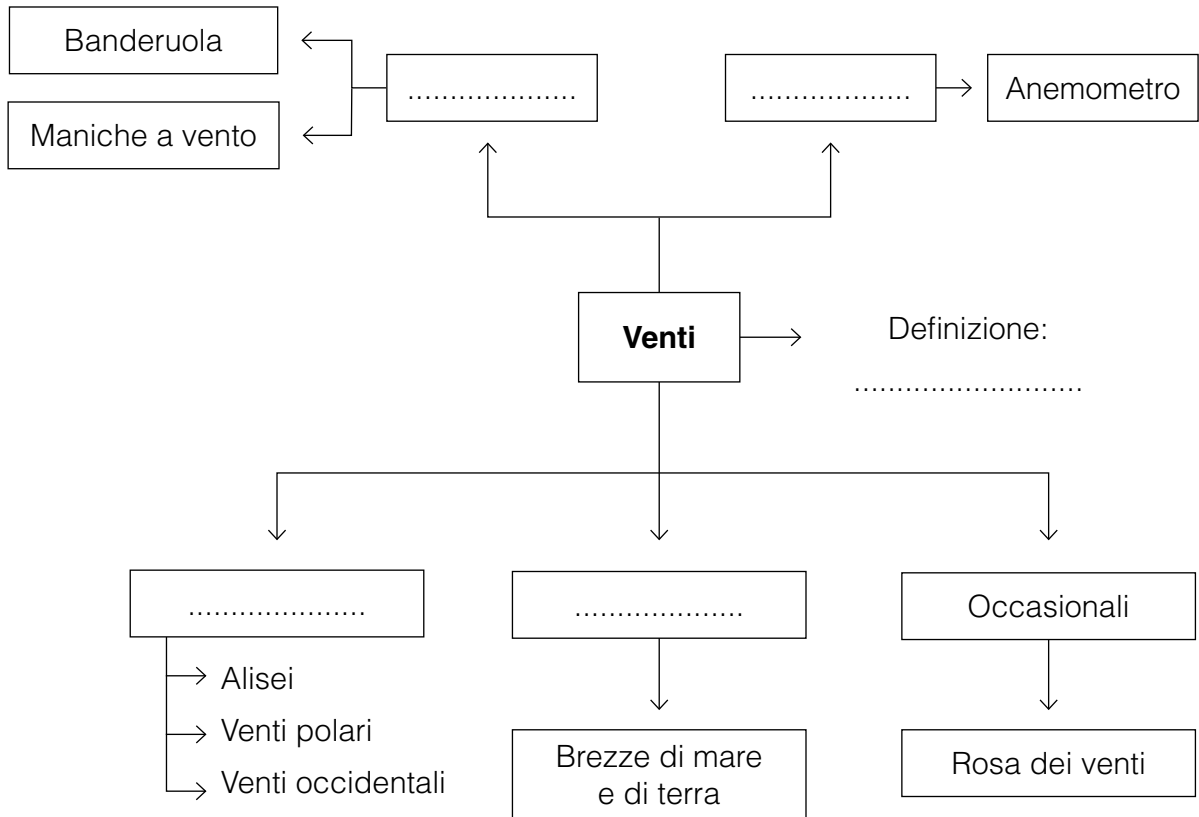 Banderuola
....................
...................
Anemometro
Maniche a vento
Venti
Definizione:
...........................
.....................
....................
Occasionali
Alisei
Venti polari
Venti occidentali
Brezze di mare
e di terra
Rosa dei venti